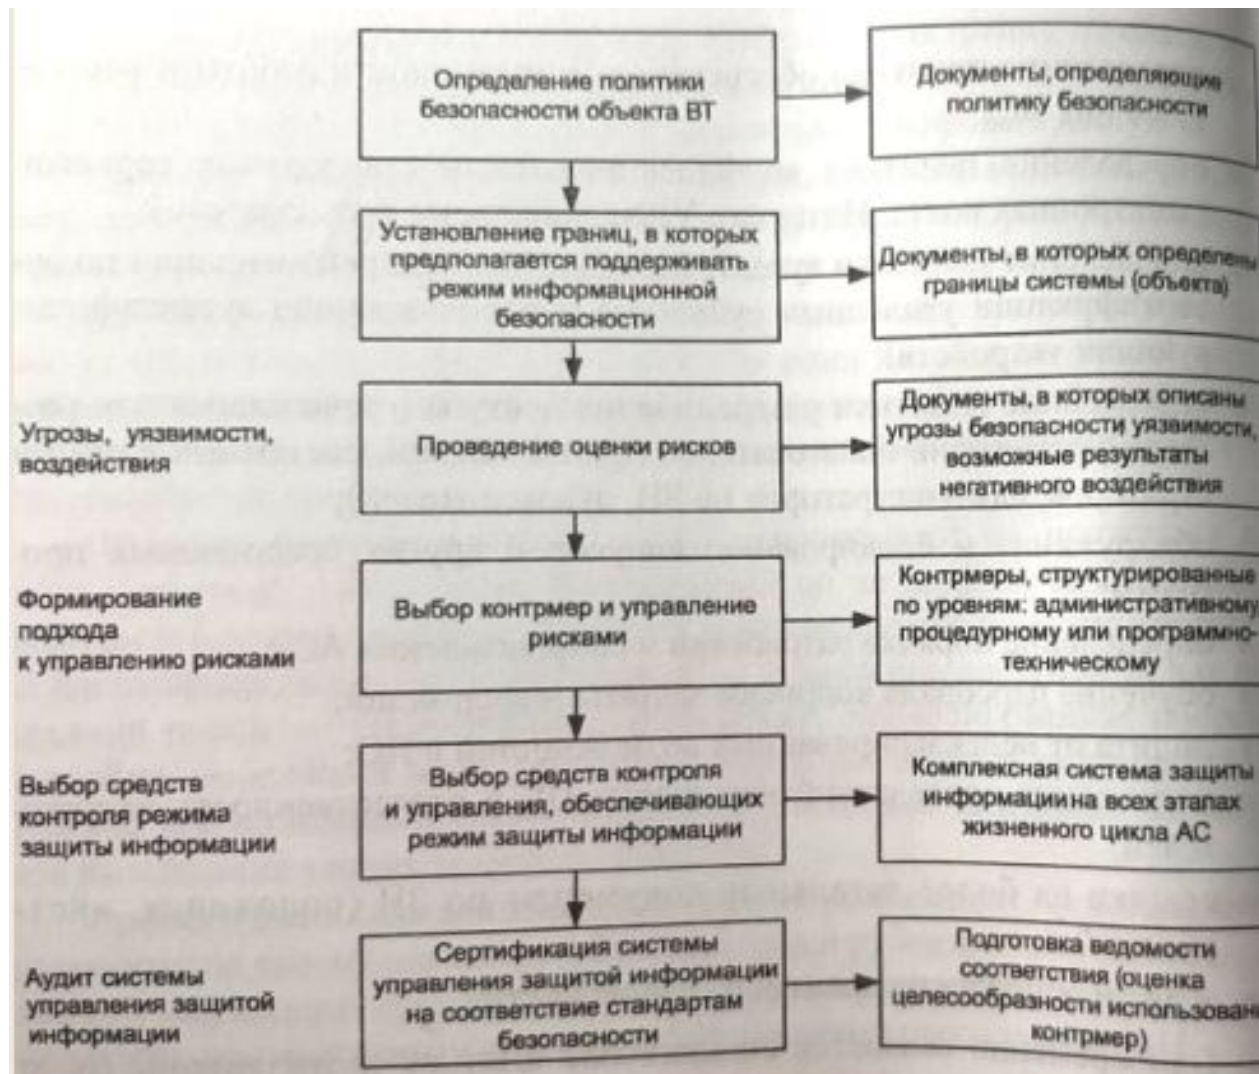 Определение политики
безопасности объекта ВТ
Документы, определяющие
политику безопасности
Установление границ, в которых
предполагается поддерживать
режим информационной
безопасности
Документы, в которых определены
границы системы (объекта)
Угрозы, уязвимости,
воздействия
Проведение оценки рисков
Документы, в которых описаны
угрозы безопасности уязвимости,
возможные результаты
негативного воздействия
Формирование
подхода
к управлению рисками
Выбор контрмер и управление
рисками
Контрмеры, структурированные
по уровням: административному
процедурному или программно-
техническому
Выбор средств
контроля режима
защиты информации
Выбор средств контроля
и управления, обеспечивающих
режим защиты информации
Комплексная система защиты
информации на всех этапах
жизненного цикла АС
Аудит системы
управления защитой
информации
Сертификация системы
управления защитой информации
на соответствие стандартам
безопасности
Подготовка ведомости
соответствия (оценка
целесообразности использован
контрмер)